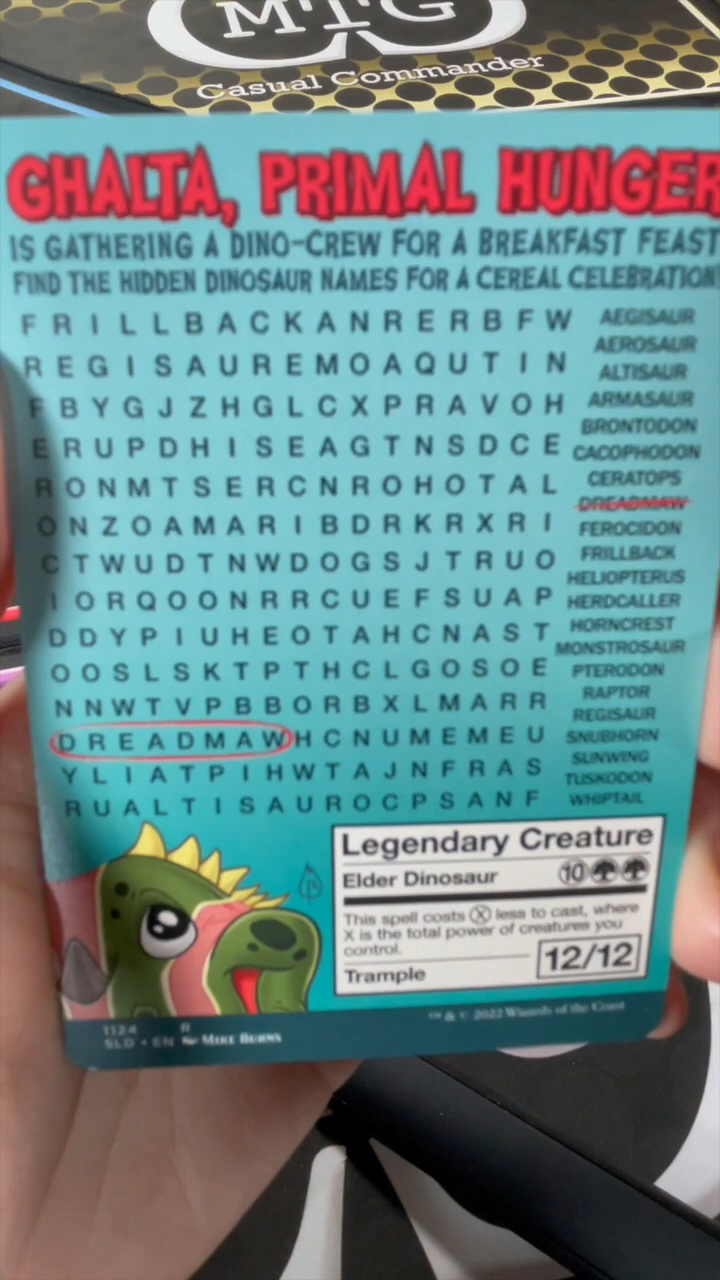 MTG
Casual Commander
GHALTA, PRIMAL HUNGER
IS GATHERING A DINO-CREW FOR A BREAKFAST FEAST
FIND THE HIDDEN DINOSAUR NAMES FOR A CEREAL CELEBRATION
F R I L L B A C K A N R E R B F W
R E G I S A U R E M O A Q U T I N
F B Y G J Z H G L C X P R A V O H
E R U P D H I S E A G T N S D C E
R O N M T S E R C N R O H O T A L
O N Z O A M A R I B D R K R X R I
C T W U D T N W D O G S J T R U O
I O R Q O O N R R C U E F S U A P
D D Y P I U H E O T A H C N A S T
O O S L S K T P T H C L G O S O E
N N W T V P B B O R B X L M A R R
D R E A D M A W H C N U M E M E U
Y L I A T P I H W T A J N F R A S
R U A L T I S A U R O C P S A N F
AEGISAUR
AEROSAUR
ALTISAUR
ARMASAUR
BRONTODON
CACOPHODON
CERATOPS
DREADMAW
FEROCIDON
FRILLBACK
HELIOPTERUS
HERDCALLER
HORNCREST
MONSTROSAUR
PTERODON
RAPTOR
REGISAUR
SNUBHORN
SUNWING
TUSKODON
WHIPTAIL
Legendary Creature
Elder Dinosaur 10
This spell costs X less to cast, where
X is the total power of creatures you
control.
Trample
12/12
1124 R
SLD • EN MIKE BURNS
™ & © 2022 Wizards of the Coast